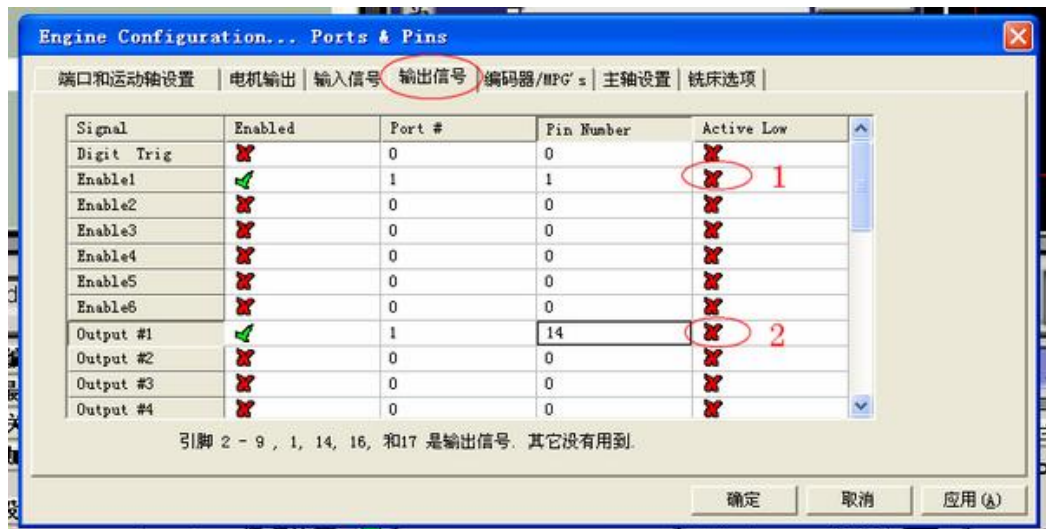 Engine Configuration... Ports & Pins
端口和运动轴设置 电机输出 输入信号 输出信号 编码器/MPG's 主轴设置 铣床选项
Signal Enabled Port # Pin Number Active Low
Digit Trig 0 0
Enable1 1 1 1
Enable2 0 0
Enable3 0 0
Enable4 0 0
Enable5 0 0
Enable6 0 0
Output #1 1 14 2
Output #2 0 0
Output #3 0 0
Output #4 0 0
引脚 2 - 9 , 1, 14, 16, 和17 是输出信号. 其它没有用到.
确定 取消 应用(A)